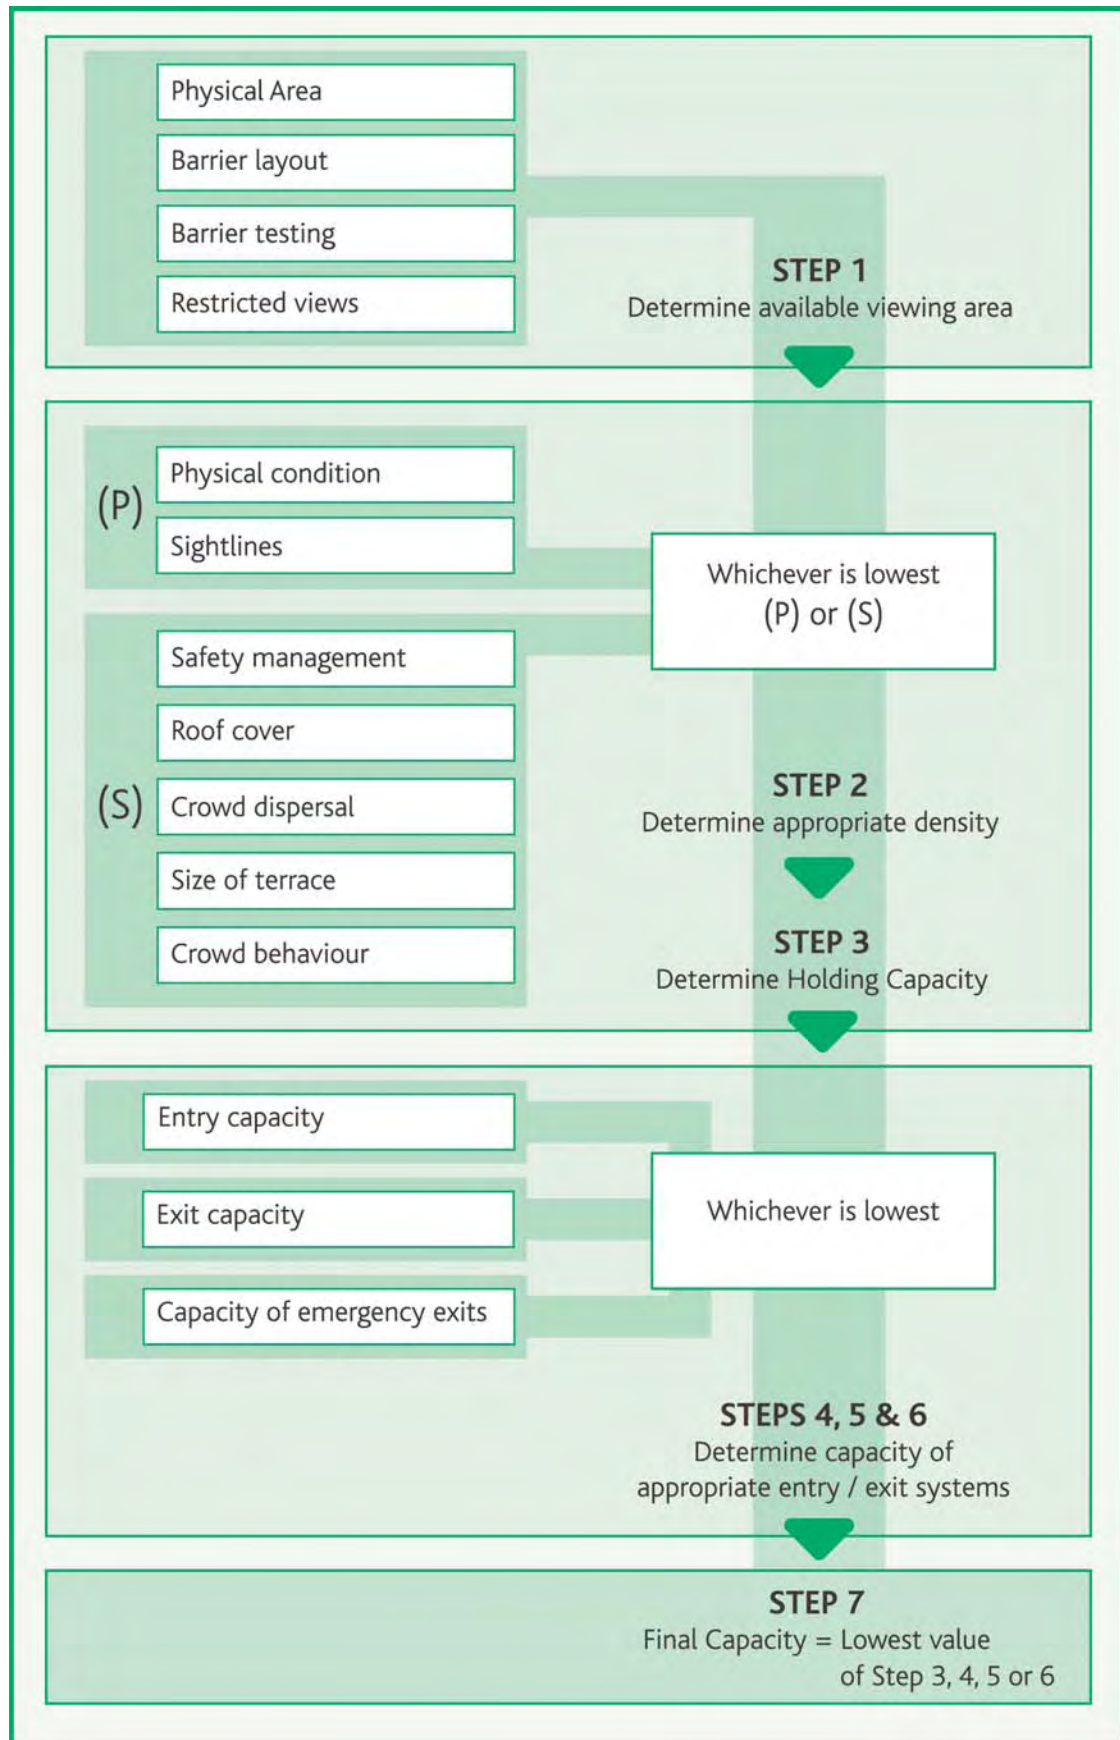 Physical Area
Barrier layout
Barrier testing
Restricted views
STEP 1
Determine available viewing area
(P)
Physical condition
Sightlines
Whichever is lowest
(P) or (S)
(S)
Safety management
Roof cover
Crowd dispersal
Size of terrace
Crowd behaviour
STEP 2
Determine appropriate density
STEP 3
Determine Holding Capacity
Entry capacity
Exit capacity
Capacity of emergency exits
Whichever is lowest
STEPS 4, 5 & 6
Determine capacity of
appropriate entry / exit systems
STEP 7
Final Capacity = Lowest value
of Step 3, 4, 5 or 6